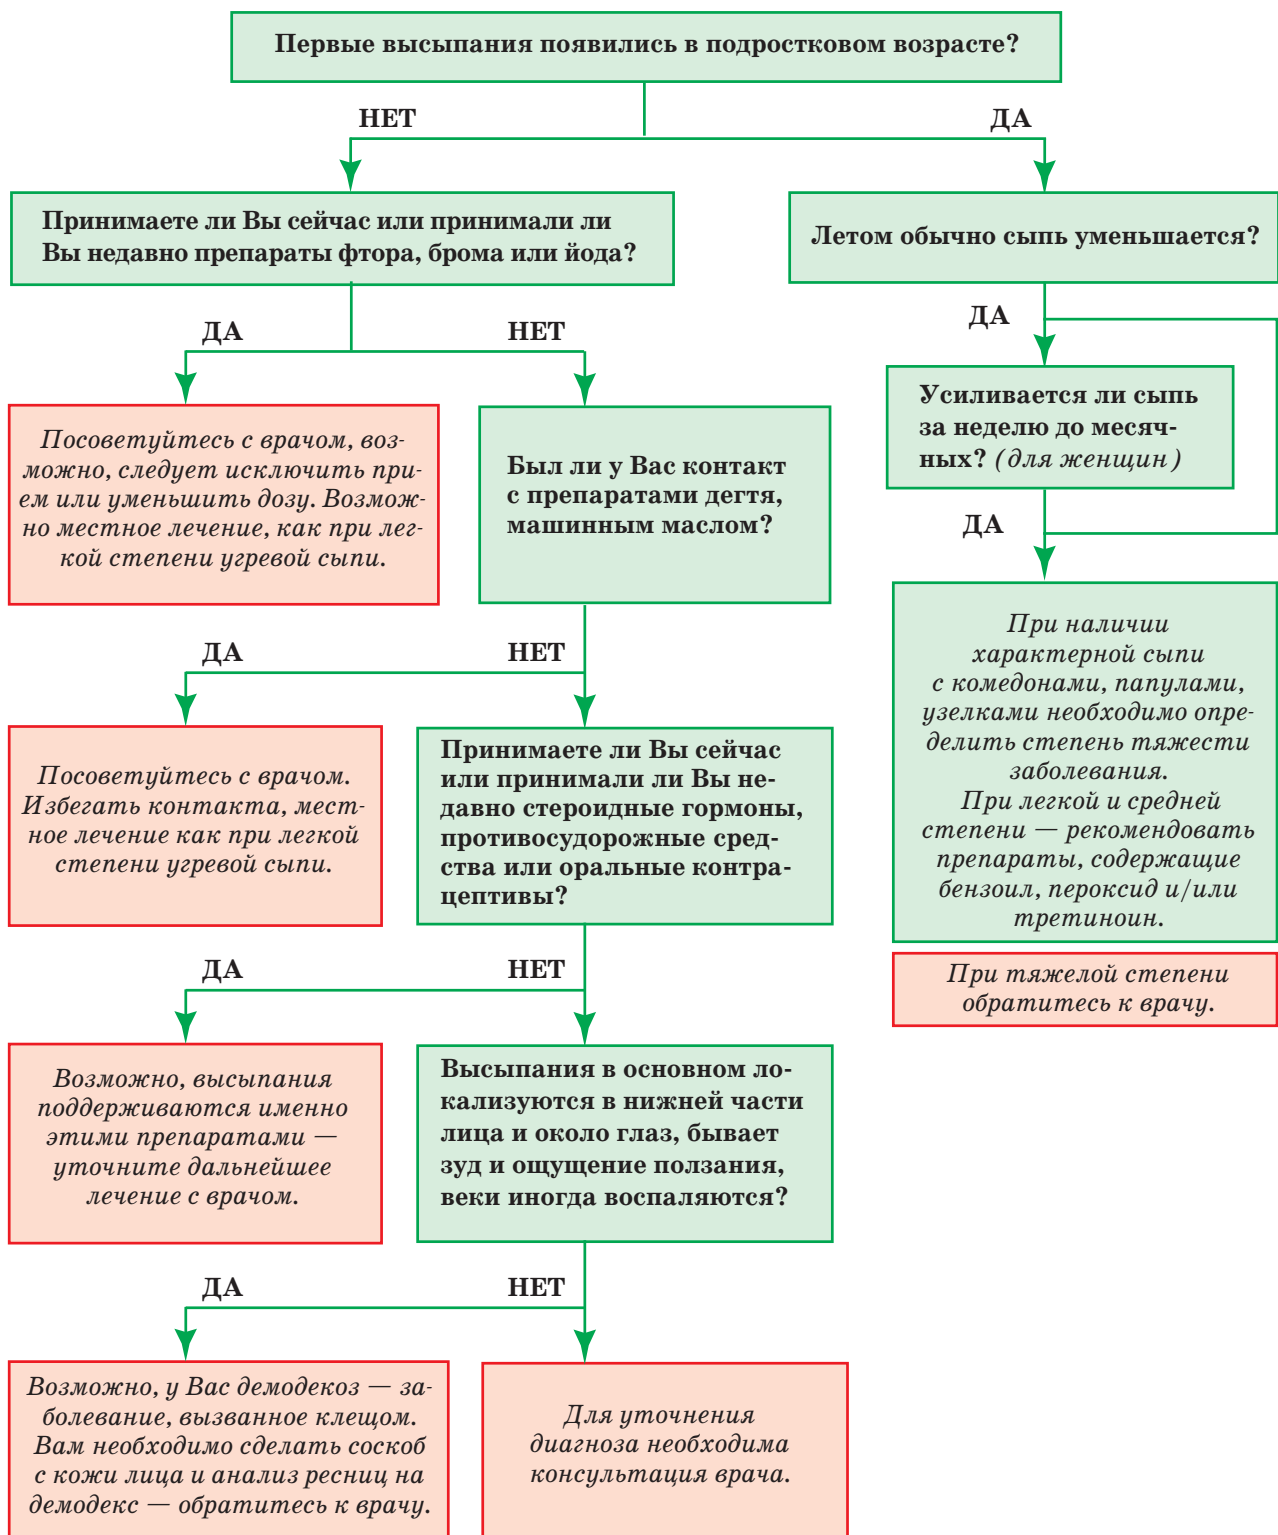 Первые высыпания появились в подростковом возрасте?
НЕТ
ДА
Принимаете ли Вы сейчас или принимали ли
Вы недавно препараты фтора, брома или йода?
Летом обычно сыпь уменьшается?
ДА
НЕТ
ДА
Посоветуйтесь с врачом, воз-
можно, следует исключить при-
ем или уменьшить дозу. Возмож-
но местное лечение, как при лег-
кой степени угревой сыпи.
Был ли у Вас контакт
с препаратами дегтя,
машинным маслом?
Усиливается ли сыпь
за неделю до месяч-
ных? (для женщин)
ДА
ДА
НЕТ
Посоветуйтесь с врачом.
Избегать контакта, мест-
ное лечение как при легкой
степени угревой сыпи.
Принимаете ли Вы сейчас
или принимали ли Вы не-
давно стероидные гормоны,
противосудорожные сред-
ства или оральные контра-
цептивы?
При наличии
характерной сыпи
с комедонами, папулами,
узелками необходимо опре-
делить степень тяжести
заболевания.
При легкой и средней
степени — рекомендовать
препараты, содержащие
бензоил, пероксид и/или
третиноин.
При тяжелой степени
обратитесь к врачу.
ДА
НЕТ
Возможно, высыпания
поддерживаются именно
этими препаратами —
уточните дальнейшее
лечение с врачом.
Высыпания в основном ло-
кализуются в нижней части
лица и около глаз, бывает
зуд и ощущение ползания,
веки иногда воспаляются?
ДА
НЕТ
Возможно, у Вас демодекоз — за-
болевание, вызванное клещом.
Вам необходимо сделать соскоб
с кожи лица и анализ ресниц на
демодекс — обратитесь к врачу.
Для уточнения
диагноза необходима
консультация врача.